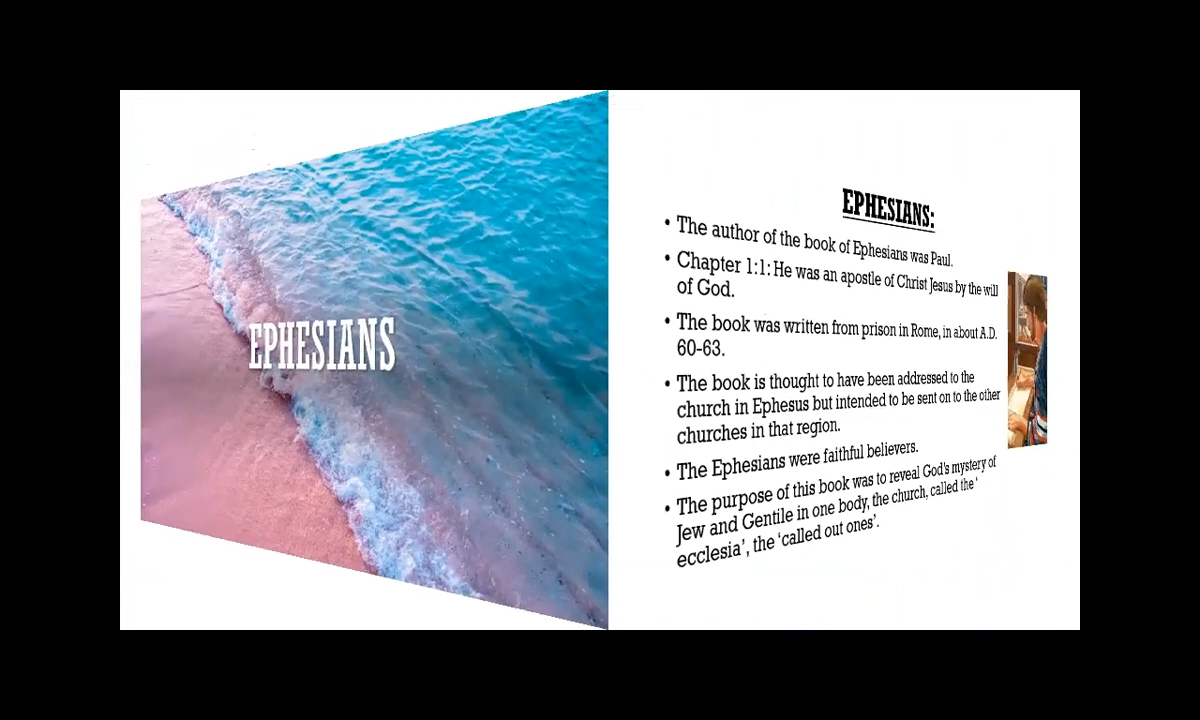 EPHESIANS
EPHESIANS:
• The author of the book of Ephesians was Paul.
• Chapter 1:1: He was an apostle of Christ Jesus by the will
of God.
• The book was written from prison in Rome, in about A.D.
60-63.
• The book is thought to have been addressed to the
church in Ephesus but intended to be sent on to the other
churches in that region.
• The Ephesians were faithful believers.
• The purpose of this book was to reveal God's mystery of
Jew and Gentile in one body, the church, called the '
ecclesia', the 'called out ones'.